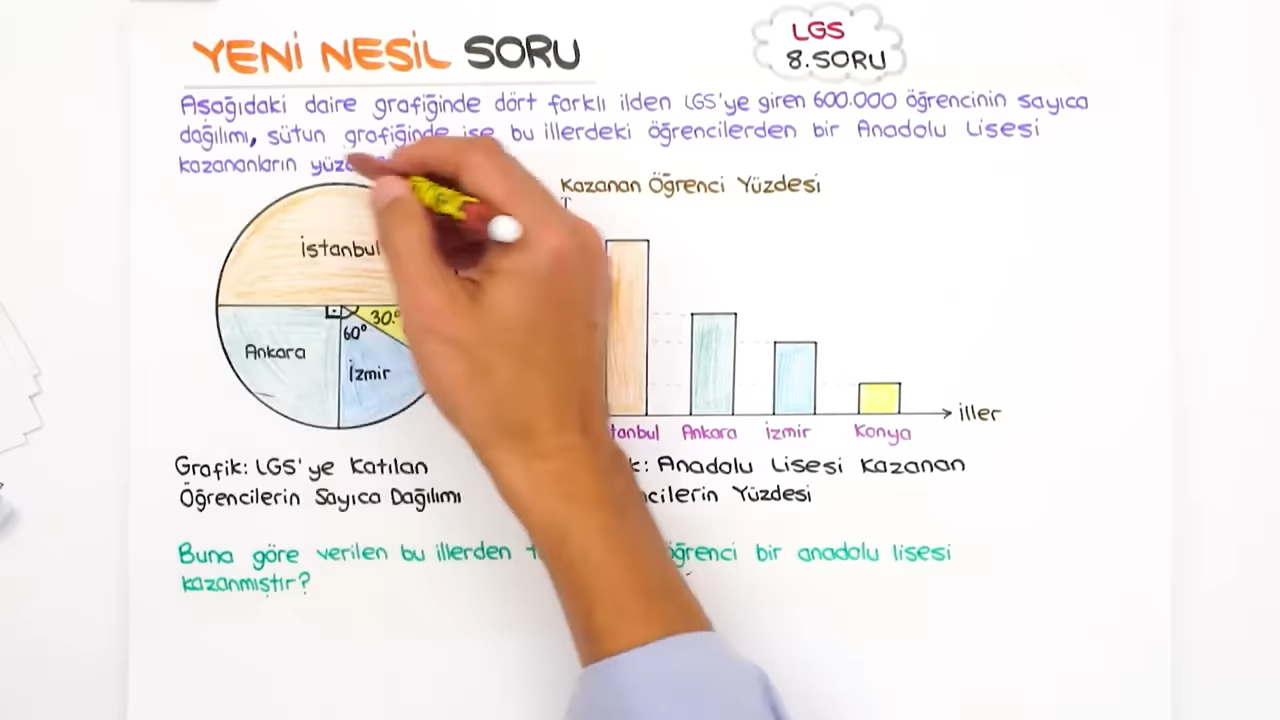 YENİ NESİL SORU
LGS
8.SORU
Aşağıdaki daire grafiğinde dört farklı ilden LGS'ye giren 600.000 öğrencinin sayıca
dağılımı, sütun grafiğinde ise bu illerdeki öğrencilerden bir Anadolu Lisesi
kazananların
Kazanan Öğrenci Yüzdesi
İstanbul
30°
60°
Ankara
İzmir
Ankara İzmir Konya
iller
Grafik: LGS'ye Katılan
Öğrencilerin Sayıca Dağılımı
Anadolu Lisesi Kazanan
Yüzdesi
Buna göre verilen bu illerden öğrenci bir anadolu lisesi
kazanmıştır?